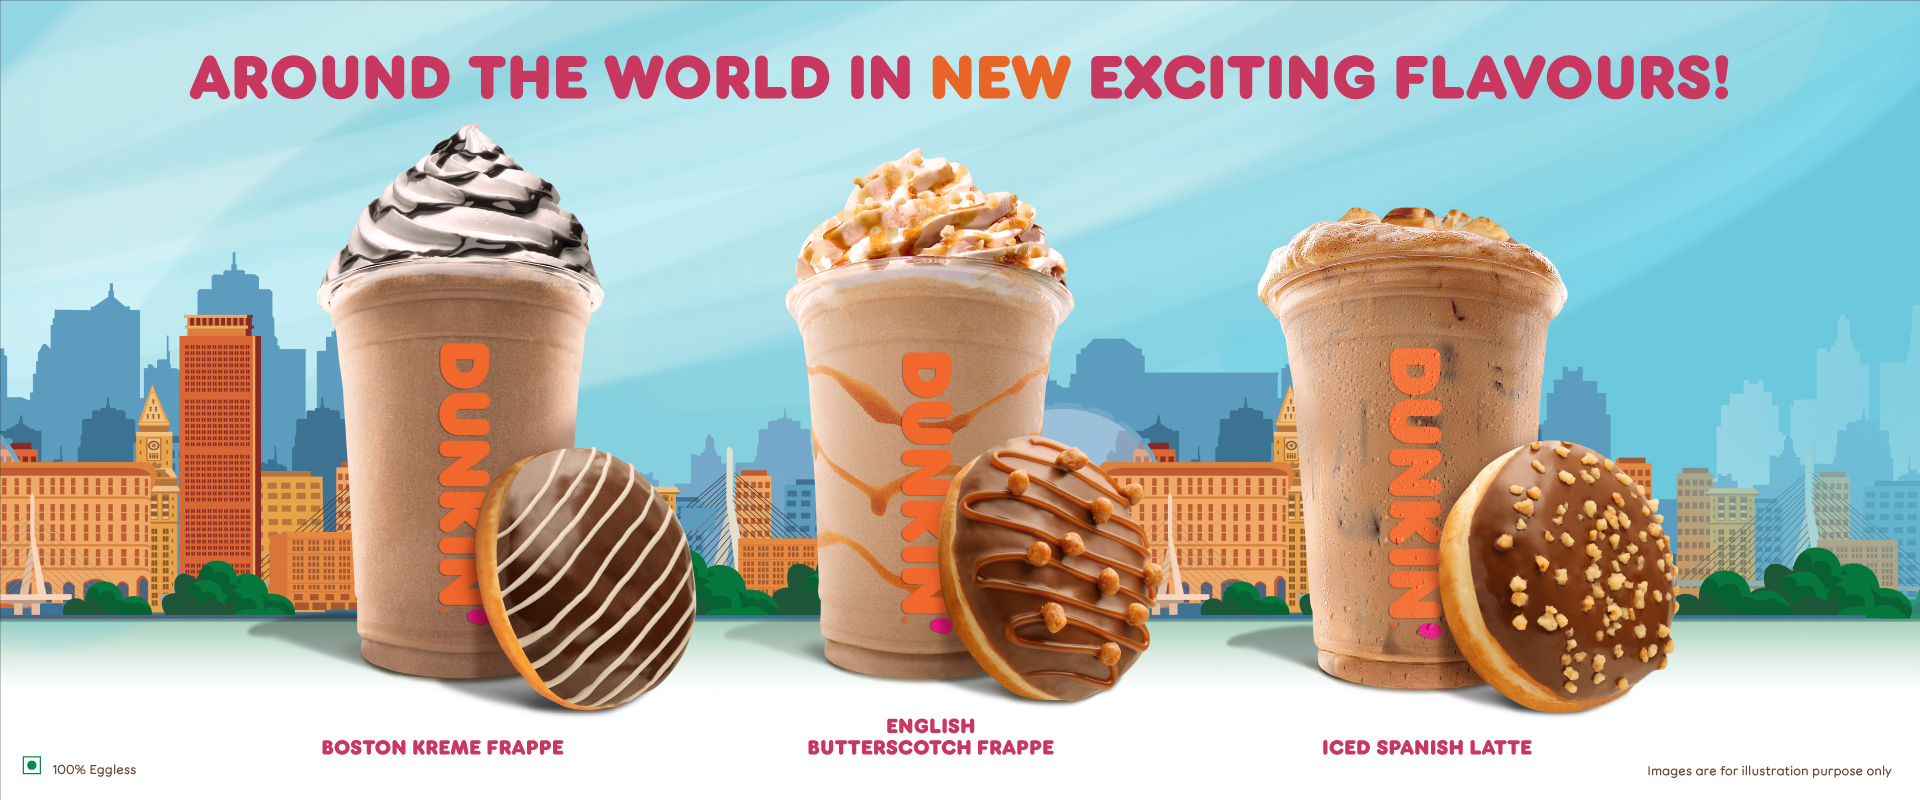 AROUND THE WORLD IN NEW EXCITING FLAVOURS!
DUNKIN'
DUNKIN'
DUNKIN'
BOSTON KREME FRAPPE
ENGLISH
BUTTERSCOTCH FRAPPE
ICED SPANISH LATTE
100% Eggless
Images are for illustration purpose only